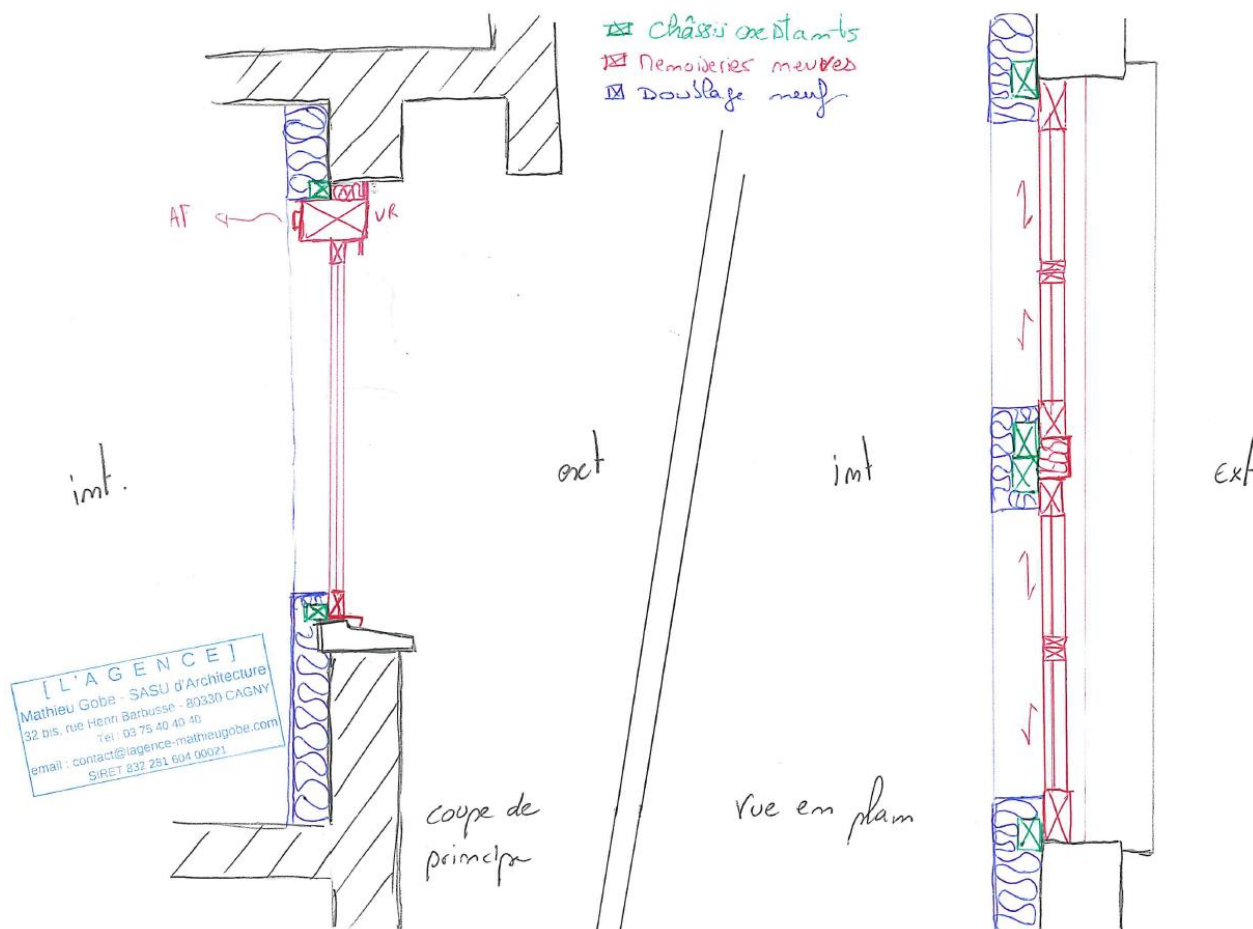 Châssis existants
Menuiseries neuves
Doublage neuf
AF
VR
int.
ext
int
ext
[ L'AGENCE ]
Mathieu Gobe - SASU d'Architecture
32 bis, rue Henri Barbusse - 80330 CAGNY
Tel : 03 75 40 40 40
email : contact@lagence-mathieugobe.com
SIRET 832 281 604 00021
coupe de
principe
vue en plan